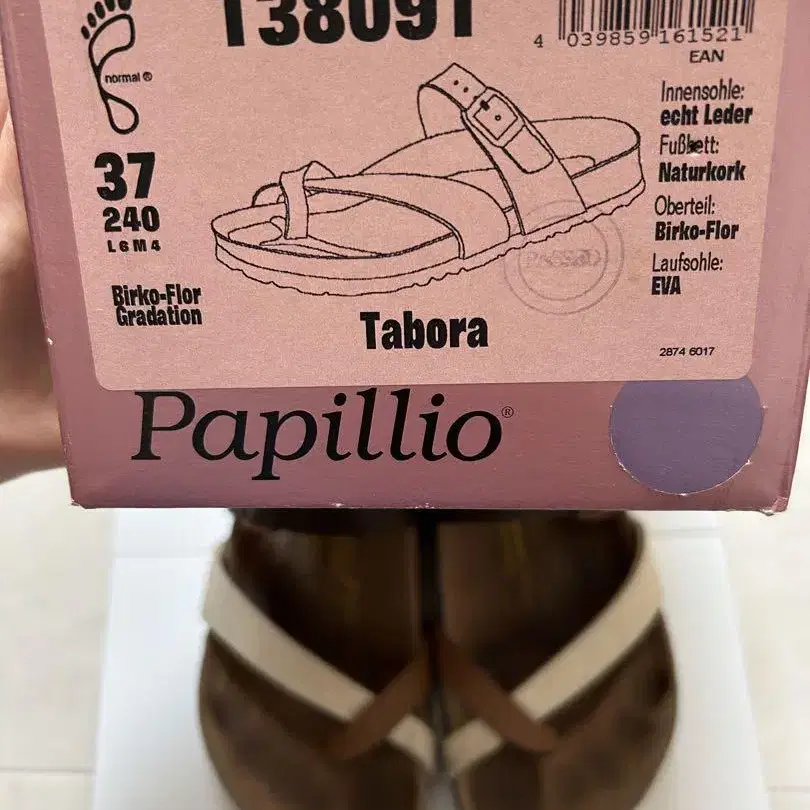 138091
4 039859 161521
EAN
normal®
37
240
L 6 M 4
Birko-Flor
Gradation
Innensohle:
echt Leder
Fußbett:
Naturkork
Oberteil:
Birko-Flor
Laufsohle:
EVA
PASSED
Tabora
2874 6017
Papillio®